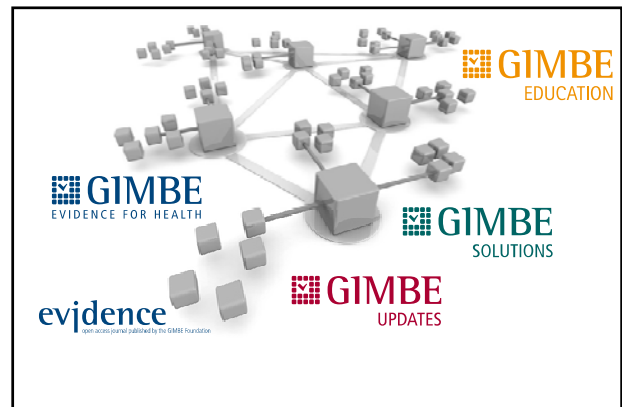 GIMBE
EDUCATION
GIMBE
EVIDENCE FOR HEALTH
GIMBE
SOLUTIONS
GIMBE
UPDATES
evidence
open access journal published by the GIMBE Foundation